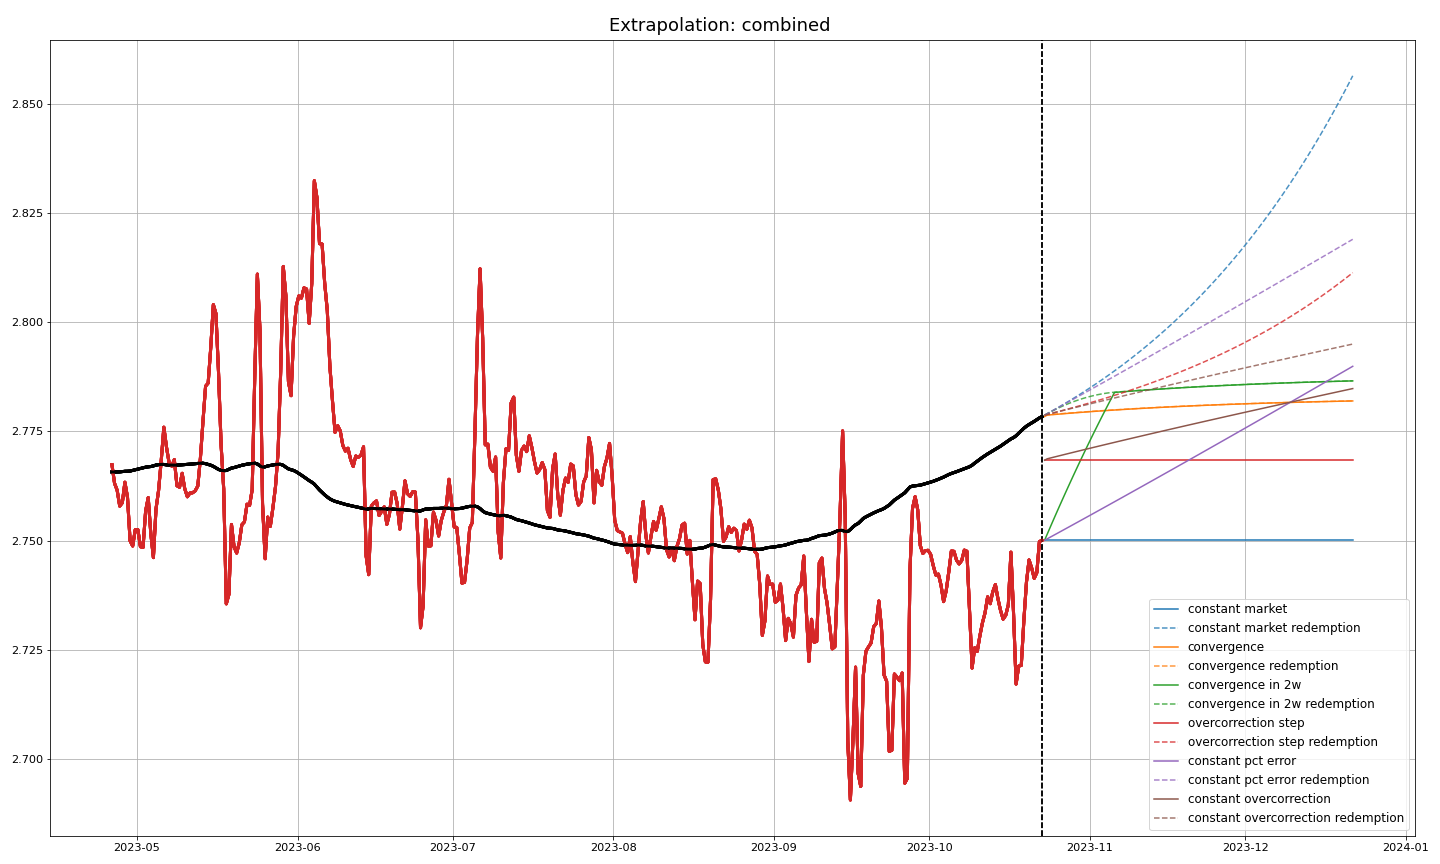 Extrapolation: combined
2.850
2.825
2.800
2.775
2.750
2.725
2.700
constant market
constant market redemption
convergence
convergence redemption
convergence in 2w
convergence in 2w redemption
overcorrection step
overcorrection step redemption
constant pct error
constant pct error redemption
constant overcorrection
constant overcorrection redemption
2023-05 2023-06 2023-07 2023-08 2023-09 2023-10 2023-11 2023-12 2024-01